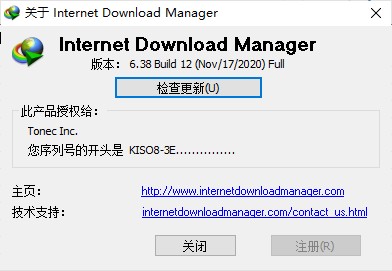 关于 Internet Download Manager
Internet Download Manager
版本： 6.38 Build 12 (Nov/17/2020) Full
检查更新(U)
此产品授权给：
Tonec Inc.
您序列号的开头是 KISO8-3E...............
主页： http://www.internetdownloadmanager.com
技术支持： internetdownloadmanager.com/contact_us.html
关闭 注册(R)